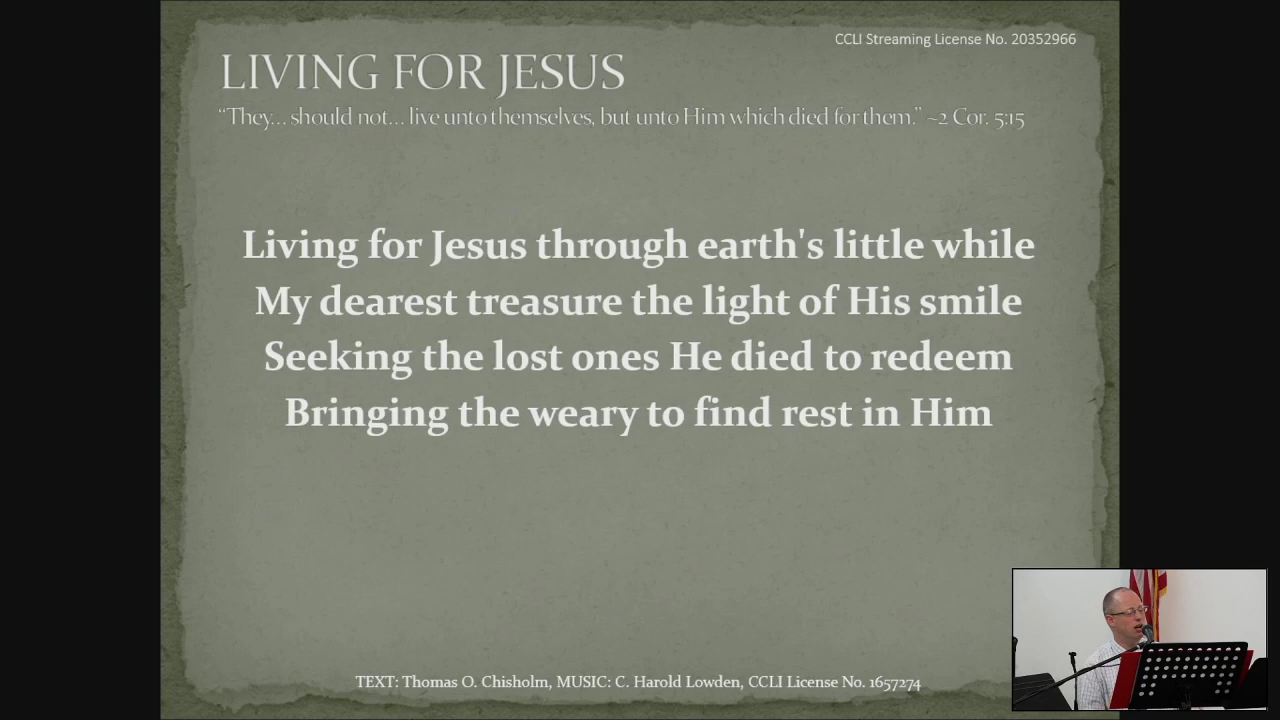 CCLI Streaming License No. 20352966
LIVING FOR JESUS
“They... should not... live unto themselves, but unto Him which died for them.” ~2 Cor. 5:15
Living for Jesus through earth's little while
My dearest treasure the light of His smile
Seeking the lost ones He died to redeem
Bringing the weary to find rest in Him
TEXT: Thomas O. Chisholm, MUSIC: C. Harold Lowden, CCLI License No. 1657274